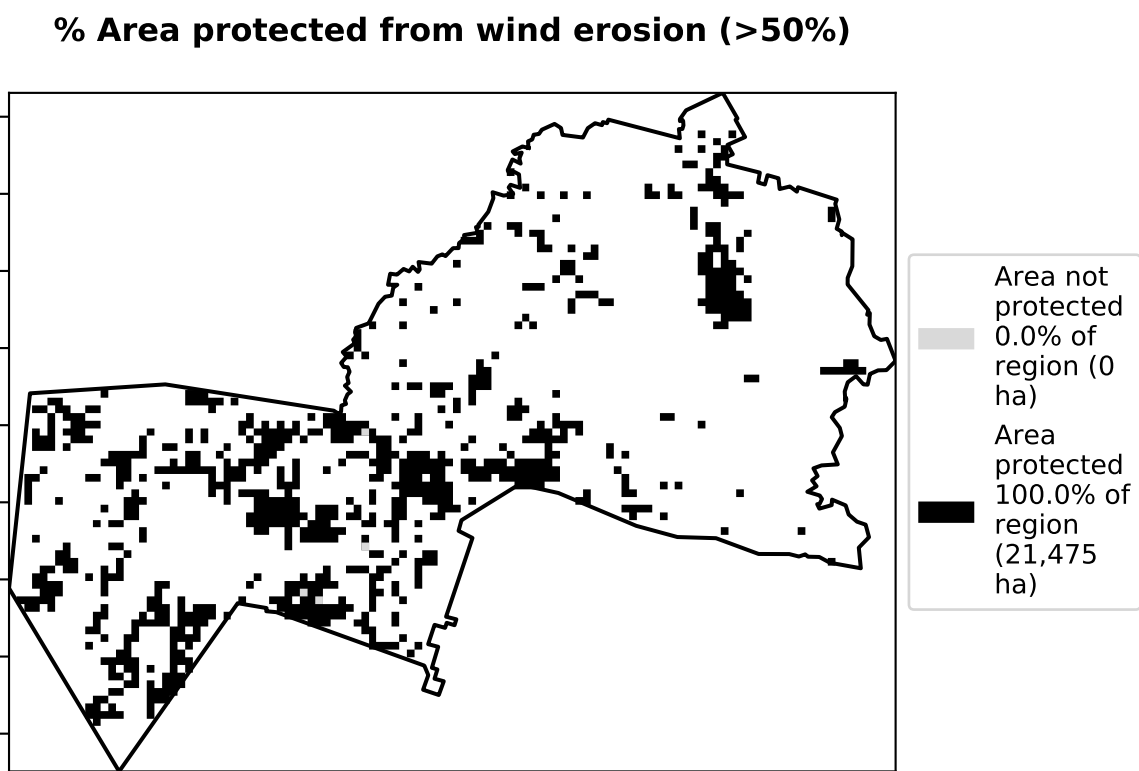 % Area protected from wind erosion (>50%)
Area not
protected
0.0% of
region (0
ha)
Area
protected
100.0% of
region
(21,475
ha)